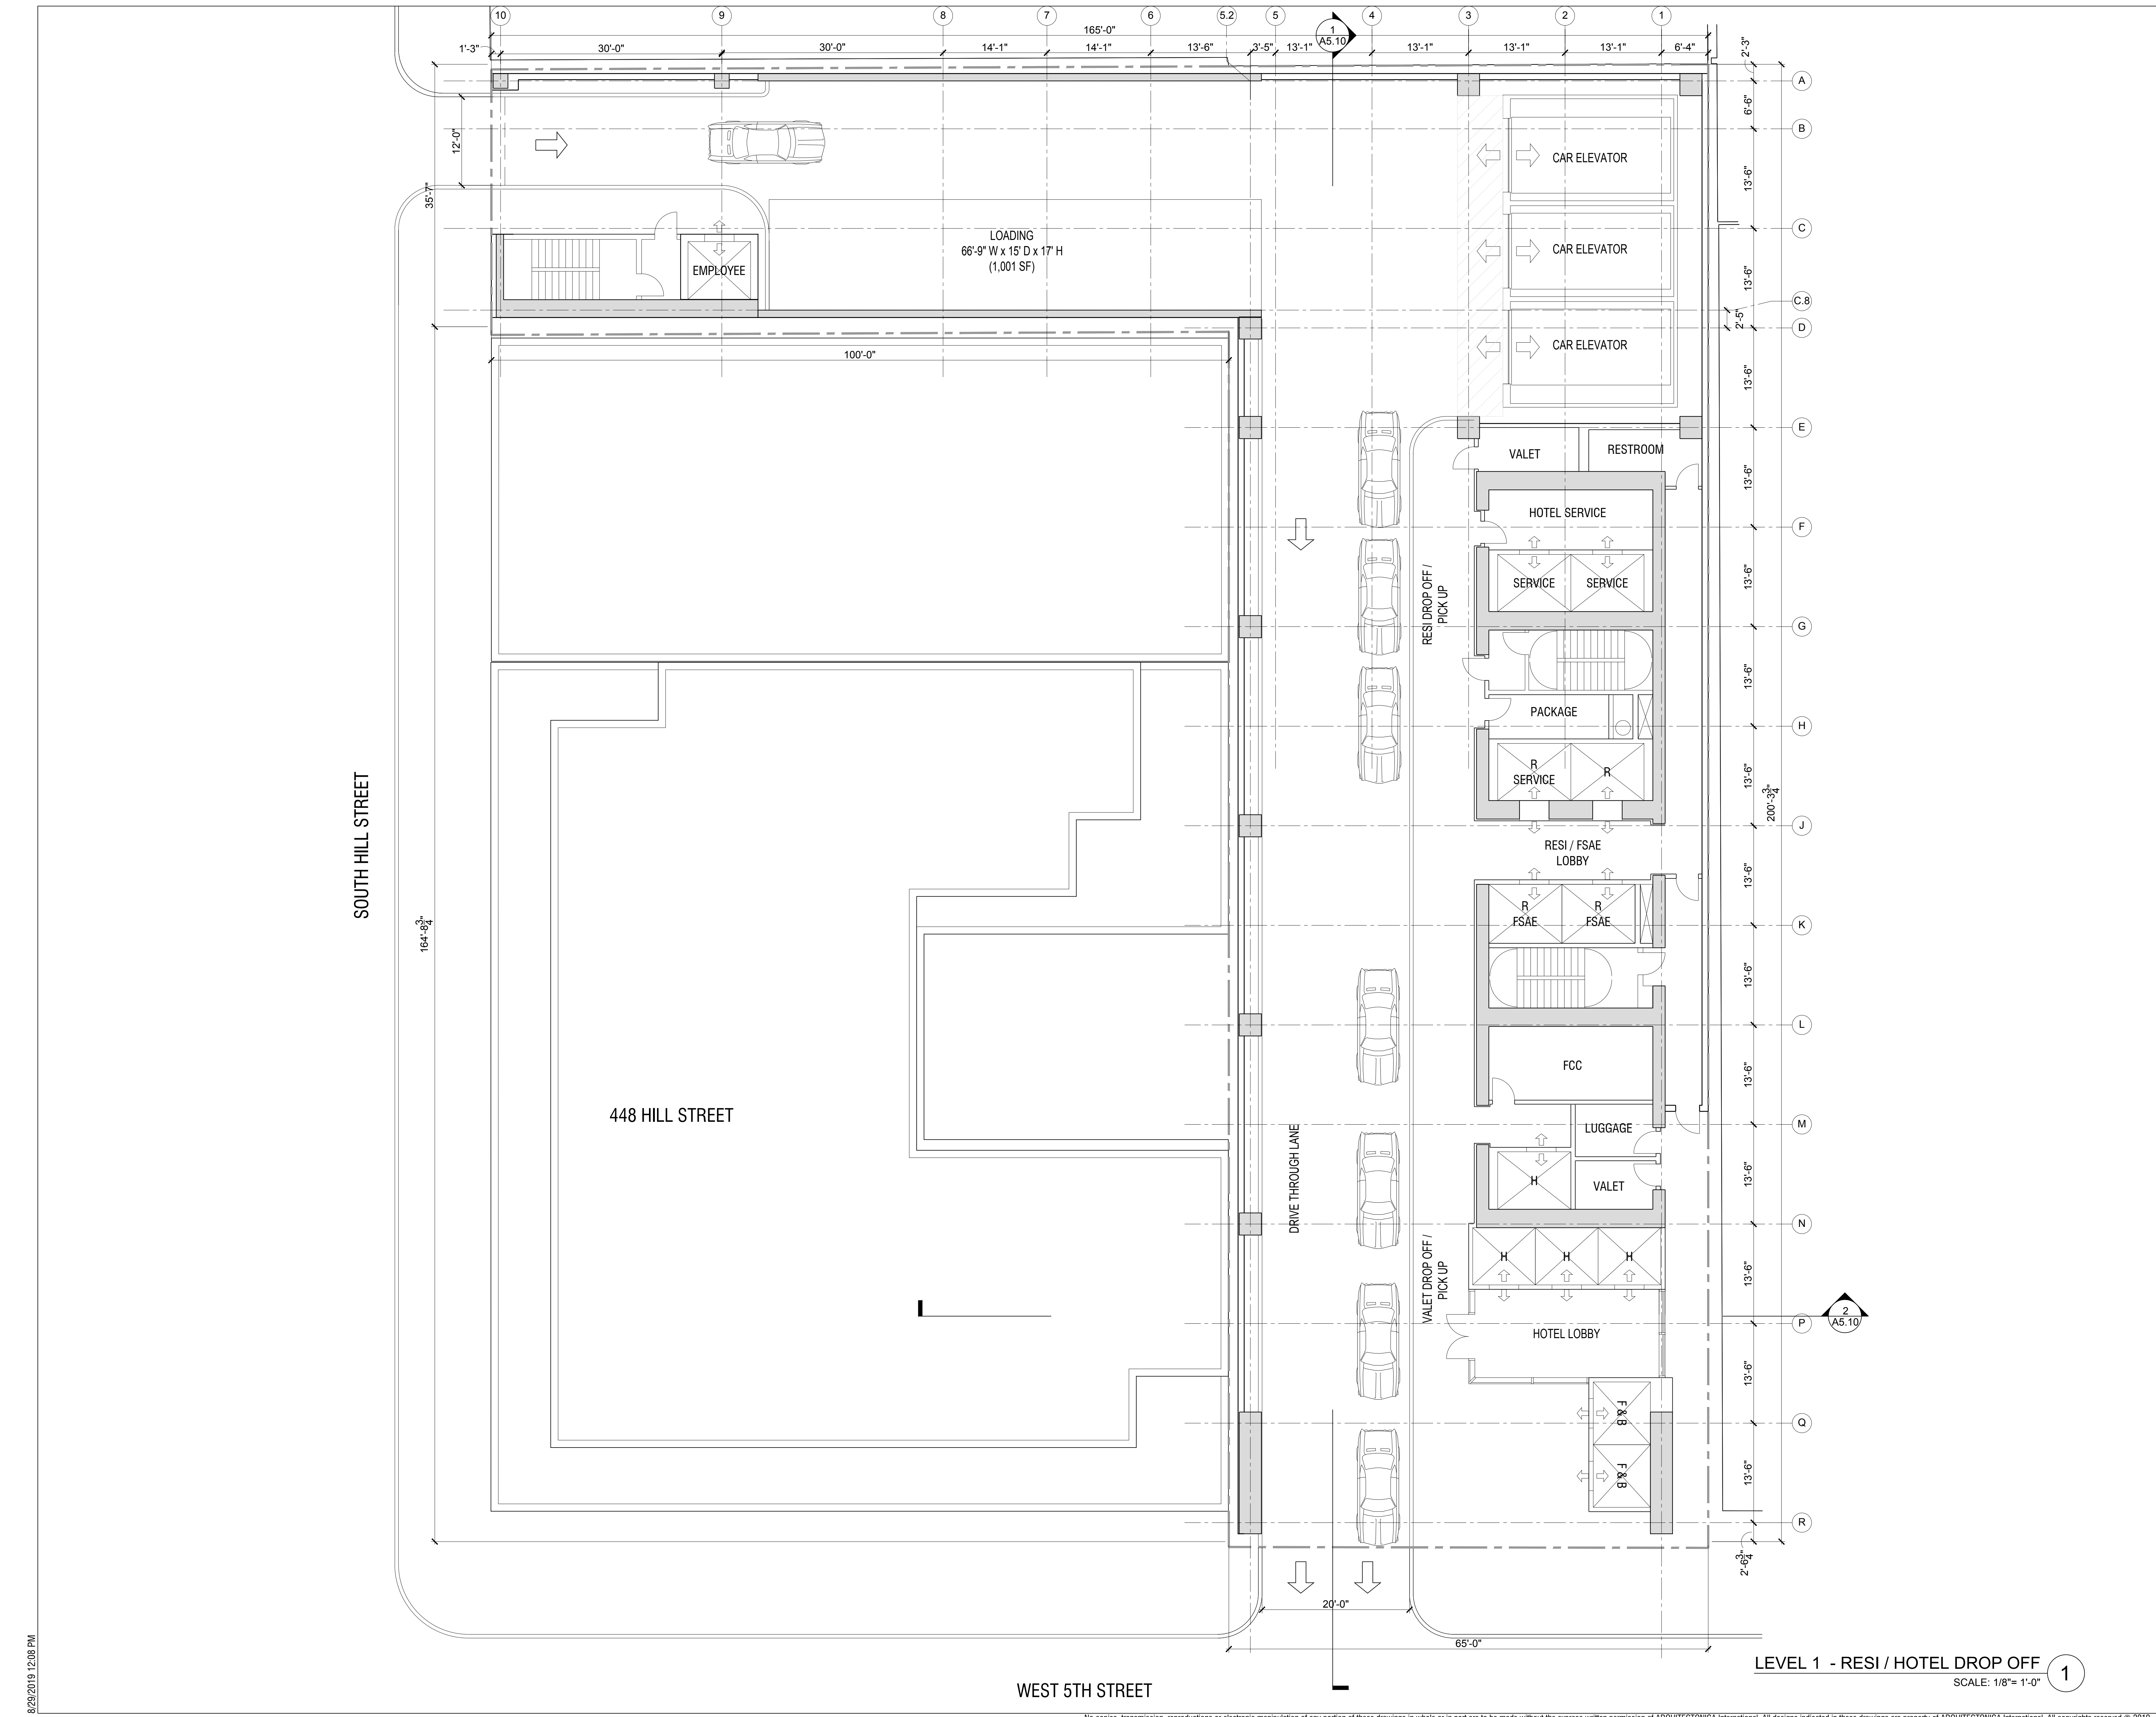 10
9
8
7
6
5.2
5
4
3
2
1
165'-0"
1
A5.10
1'-3"
30'-0"
30'-0"
14'-1"
14'-1"
13'-6"
3'-5"
13'-1"
13'-1"
13'-1"
13'-1"
6'-4"
2'-3"
A
6'-6"
B
12'-0"
CAR ELEVATOR
13'-6"
35'-7"
C
LOADING
66'-9" W x 15' D x 17' H
(1,001 SF)
CAR ELEVATOR
EMPLOYEE
13'-6"
C.8
2'-5"
D
CAR ELEVATOR
100'-0"
13'-6"
E
VALET
RESTROOM
13'-6"
HOTEL SERVICE
F
SERVICE
SERVICE
13'-6"
RESI DROP OFF /
PICK UP
G
13'-6"
PACKAGE
H
R
SERVICE
R
13'-6"
200'-3 3/4"
J
SOUTH HILL STREET
RESI / FSAE
LOBBY
13'-6"
R
FSAE
R
FSAE
K
164'-8 3/4"
13'-6"
L
FCC
13'-6"
448 HILL STREET
LUGGAGE
M
DRIVE THROUGH LANE
H
VALET
13'-6"
N
H
H
H
13'-6"
VALET DROP OFF /
PICK UP
2
A5.10
P
HOTEL LOBBY
13'-6"
F & B
Q
F & B
13'-6"
R
2'-6 3/4"
20'-0"
65'-0"
8/29/2019 12:08 PM
WEST 5TH STREET
LEVEL 1 - RESI / HOTEL DROP OFF
1
SCALE: 1/8"= 1'-0"